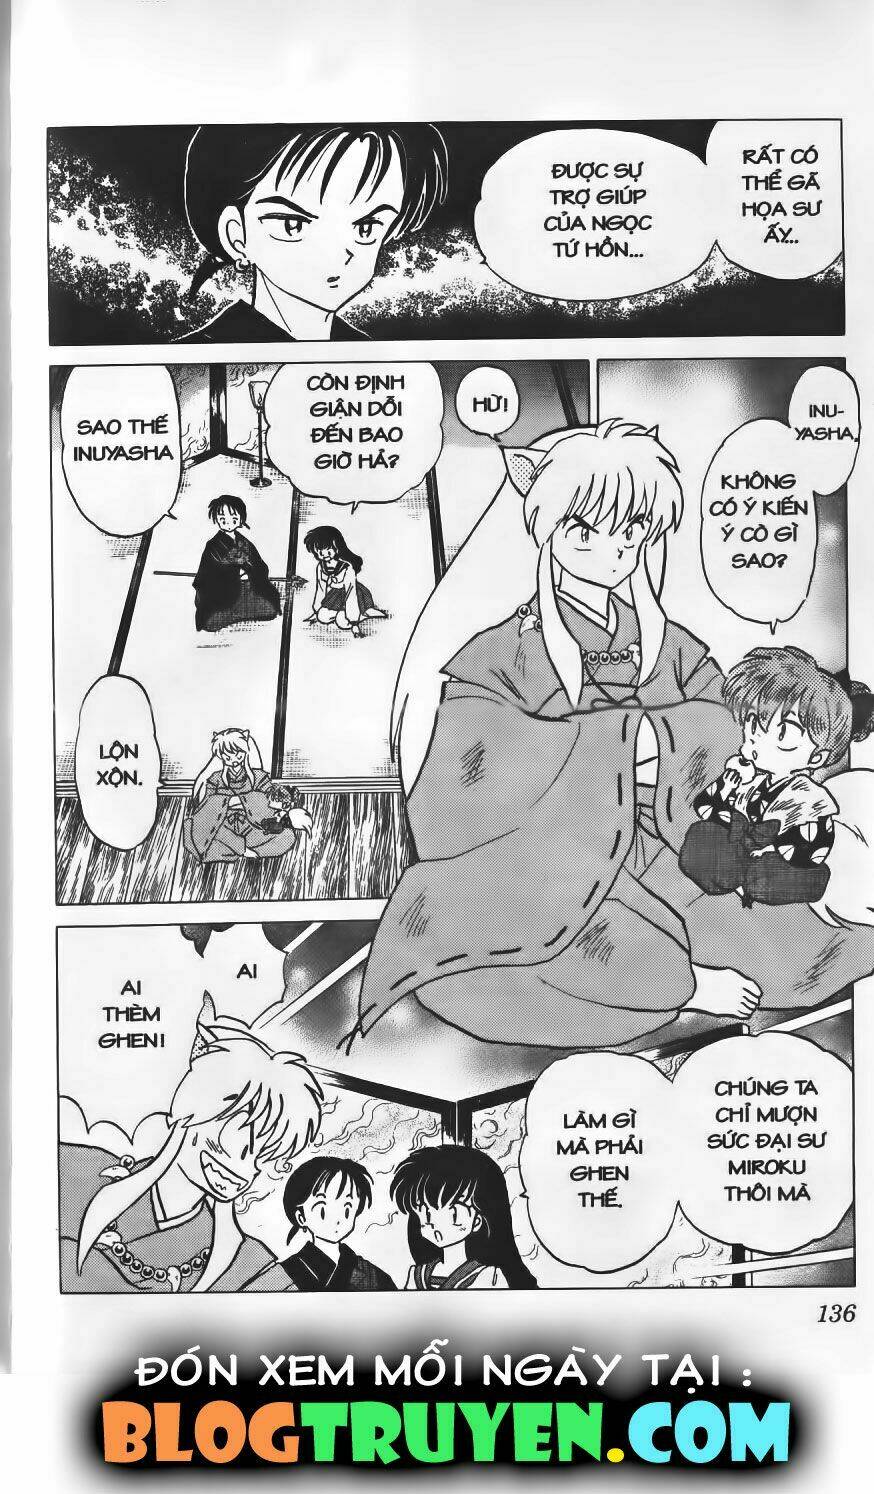 RẤT CÓ
THỂ GÃ
HỌA SƯ
ẤY...
ĐƯỢC SỰ
TRỢ GIÚP
CỦA NGỌC
TỨ HỒN...
INU-
YASHA,
KHÔNG
CÓ Ý KIẾN
Ý CÒ GÌ
SAO?
HỪ!
CÒN ĐỊNH
GIẬN DỖI
ĐẾN BAO
GIỜ HẢ?
SAO THẾ
INUYASHA
LỘN
XỘN.
CHÚNG TA
CHỈ MƯỢN
SỨC ĐẠI SƯ
MIROKU
THÔI MÀ
LÀM GÌ
MÀ PHẢI
GHEN
THẾ.
AI
AI
THÈM
GHEN!
136
ĐÓN XEM MỖI NGÀY TẠI :
BLOGTRUYEN.COM